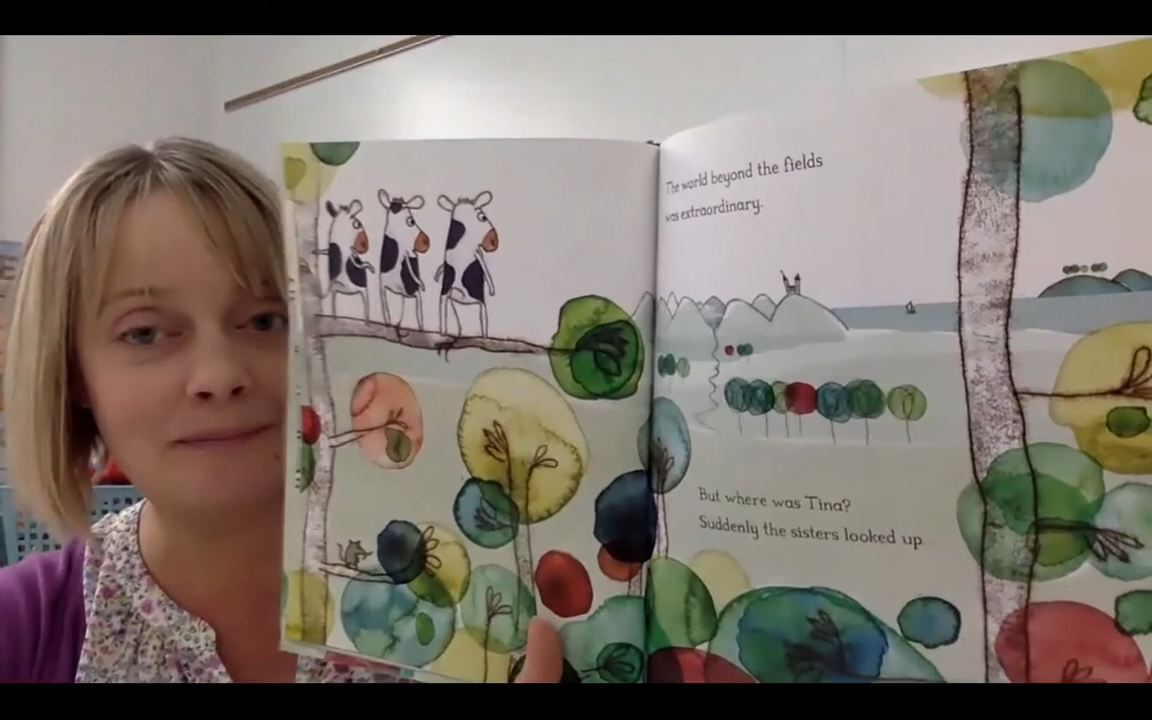 The world beyond the fields
was extraordinary.
But where was Tina?
Suddenly the sisters looked up...